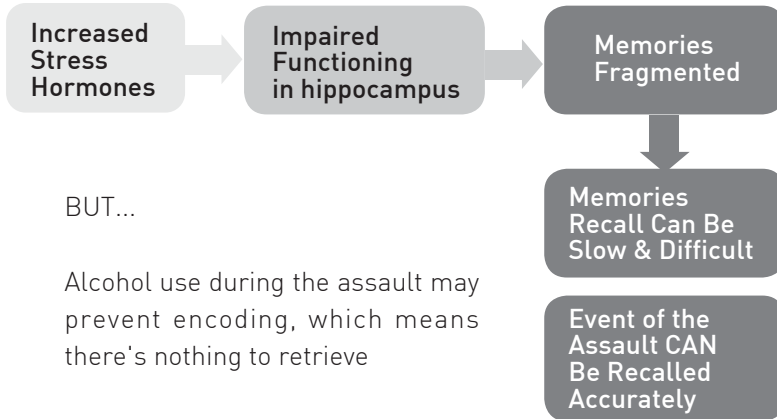 Increased
Stress
Hormones
Impaired
Functioning
in hippocampus
Memories
Fragmented
Memories
Recall Can Be
Slow & Difficult
Event of the
Assault CAN
Be Recalled
Accurately
BUT...
Alcohol use during the assault may
prevent encoding, which means
there's nothing to retrieve